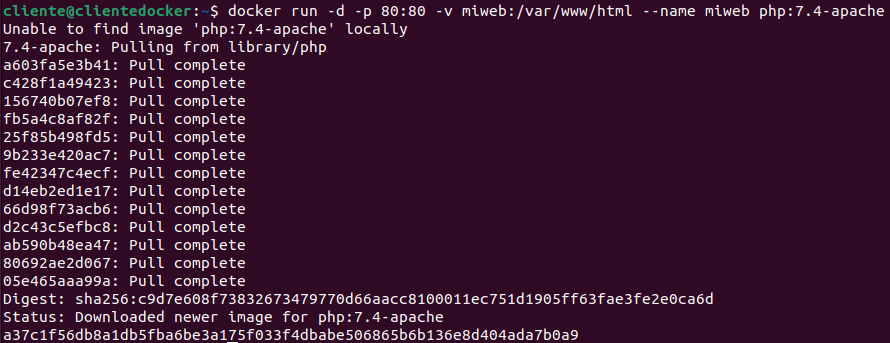 cliente@clientedocker:~$ docker run -d -p 80:80 -v miweb:/var/www/html --name miweb php:7.4-apache
Unable to find image 'php:7.4-apache' locally
7.4-apache: Pulling from library/php
a603fa5e3b41: Pull complete
c428f1a49423: Pull complete
156740b07ef8: Pull complete
fb5a4c8af82f: Pull complete
25f85b498fd5: Pull complete
9b233e420ac7: Pull complete
fe42347c4ecf: Pull complete
d14eb2ed1e17: Pull complete
66d98f73acb6: Pull complete
d2c43c5efbc8: Pull complete
ab590b48ea47: Pull complete
80692ae2d067: Pull complete
05e465aaa99a: Pull complete
Digest: sha256:c9d7e608f73832673479770d66aacc8100011ec751d1905ff63fae3fe2e0ca6d
Status: Downloaded newer image for php:7.4-apache
a37c1f56db8a1db5fba6be3a175f033f4dbabe506865b6b136e8d404ada7b0a9